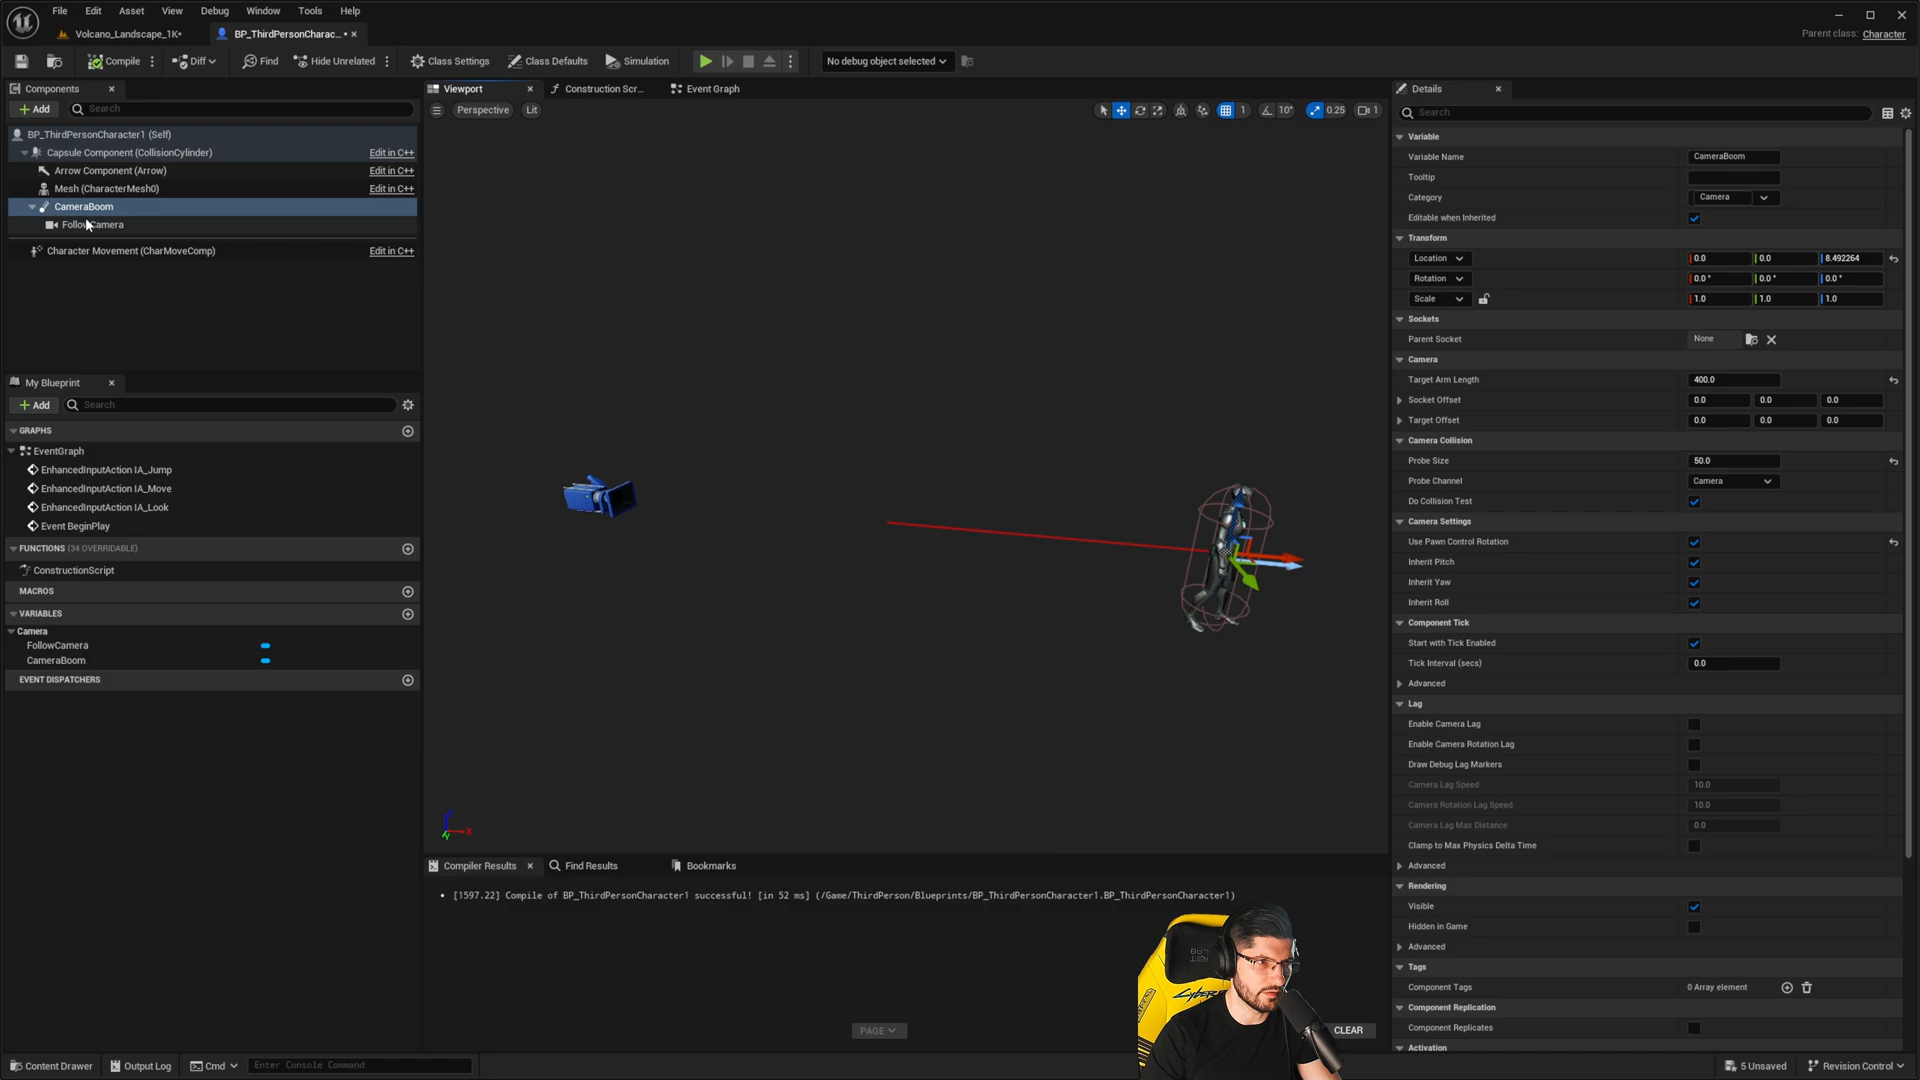 File Edit Asset View Debug Window Tools Help
Volcano_Landscape_1K•
BP_ThirdPersonCharac... •
Parent class: Character
Compile Diff Find Hide Unrelated Class Settings Class Defaults Simulation No debug object selected
Components
Viewport
Construction Scr...
Event Graph
Details
Add
Search
Perspective
Lit
1
10°
0.25
1
Search
BP_ThirdPersonCharacter1 (Self)
Capsule Component (CollisionCylinder) Edit in C++
Arrow Component (Arrow) Edit in C++
Mesh (CharacterMesh0) Edit in C++
CameraBoom
FollowCamera
Character Movement (CharMoveComp) Edit in C++
My Blueprint
Add
Search
GRAPHS
EventGraph
EnhancedInputAction IA_Jump
EnhancedInputAction IA_Move
EnhancedInputAction IA_Look
Event BeginPlay
FUNCTIONS (34 OVERRIDABLE)
ConstructionScript
MACROS
VARIABLES
Camera
FollowCamera
CameraBoom
EVENT DISPATCHERS
X
Y
Compiler Results
Find Results
Bookmarks
[1597.22] Compile of BP_ThirdPersonCharacter1 successful! [in 52 ms] (/Game/ThirdPerson/Blueprints/BP_ThirdPersonCharacter1.BP_ThirdPersonCharacter1)
PAGE
CLEAR
Variable
Variable Name CameraBoom
Tooltip
Category Camera
Editable when Inherited
Transform
Location 0.0 0.0 8.492264
Rotation 0.0° 0.0° 0.0°
Scale 1.0 1.0 1.0
Sockets
Parent Socket None
Camera
Target Arm Length 400.0
Socket Offset 0.0 0.0 0.0
Target Offset 0.0 0.0 0.0
Camera Collision
Probe Size 50.0
Probe Channel Camera
Do Collision Test
Camera Settings
Use Pawn Control Rotation
Inherit Pitch
Inherit Yaw
Inherit Roll
Component Tick
Start with Tick Enabled
Tick Interval (secs) 0.0
Advanced
Lag
Enable Camera Lag
Enable Camera Rotation Lag
Draw Debug Lag Markers
Camera Lag Speed 10.0
Camera Rotation Lag Speed 10.0
Camera Lag Max Distance 0.0
Clamp to Max Physics Delta Time
Advanced
Rendering
Visible
Hidden in Game
Advanced
Tags
Component Tags 0 Array element
Component Replication
Component Replicates
Activation
Content Drawer Output Log Cmd Enter Console Command 5 Unsaved Revision Control